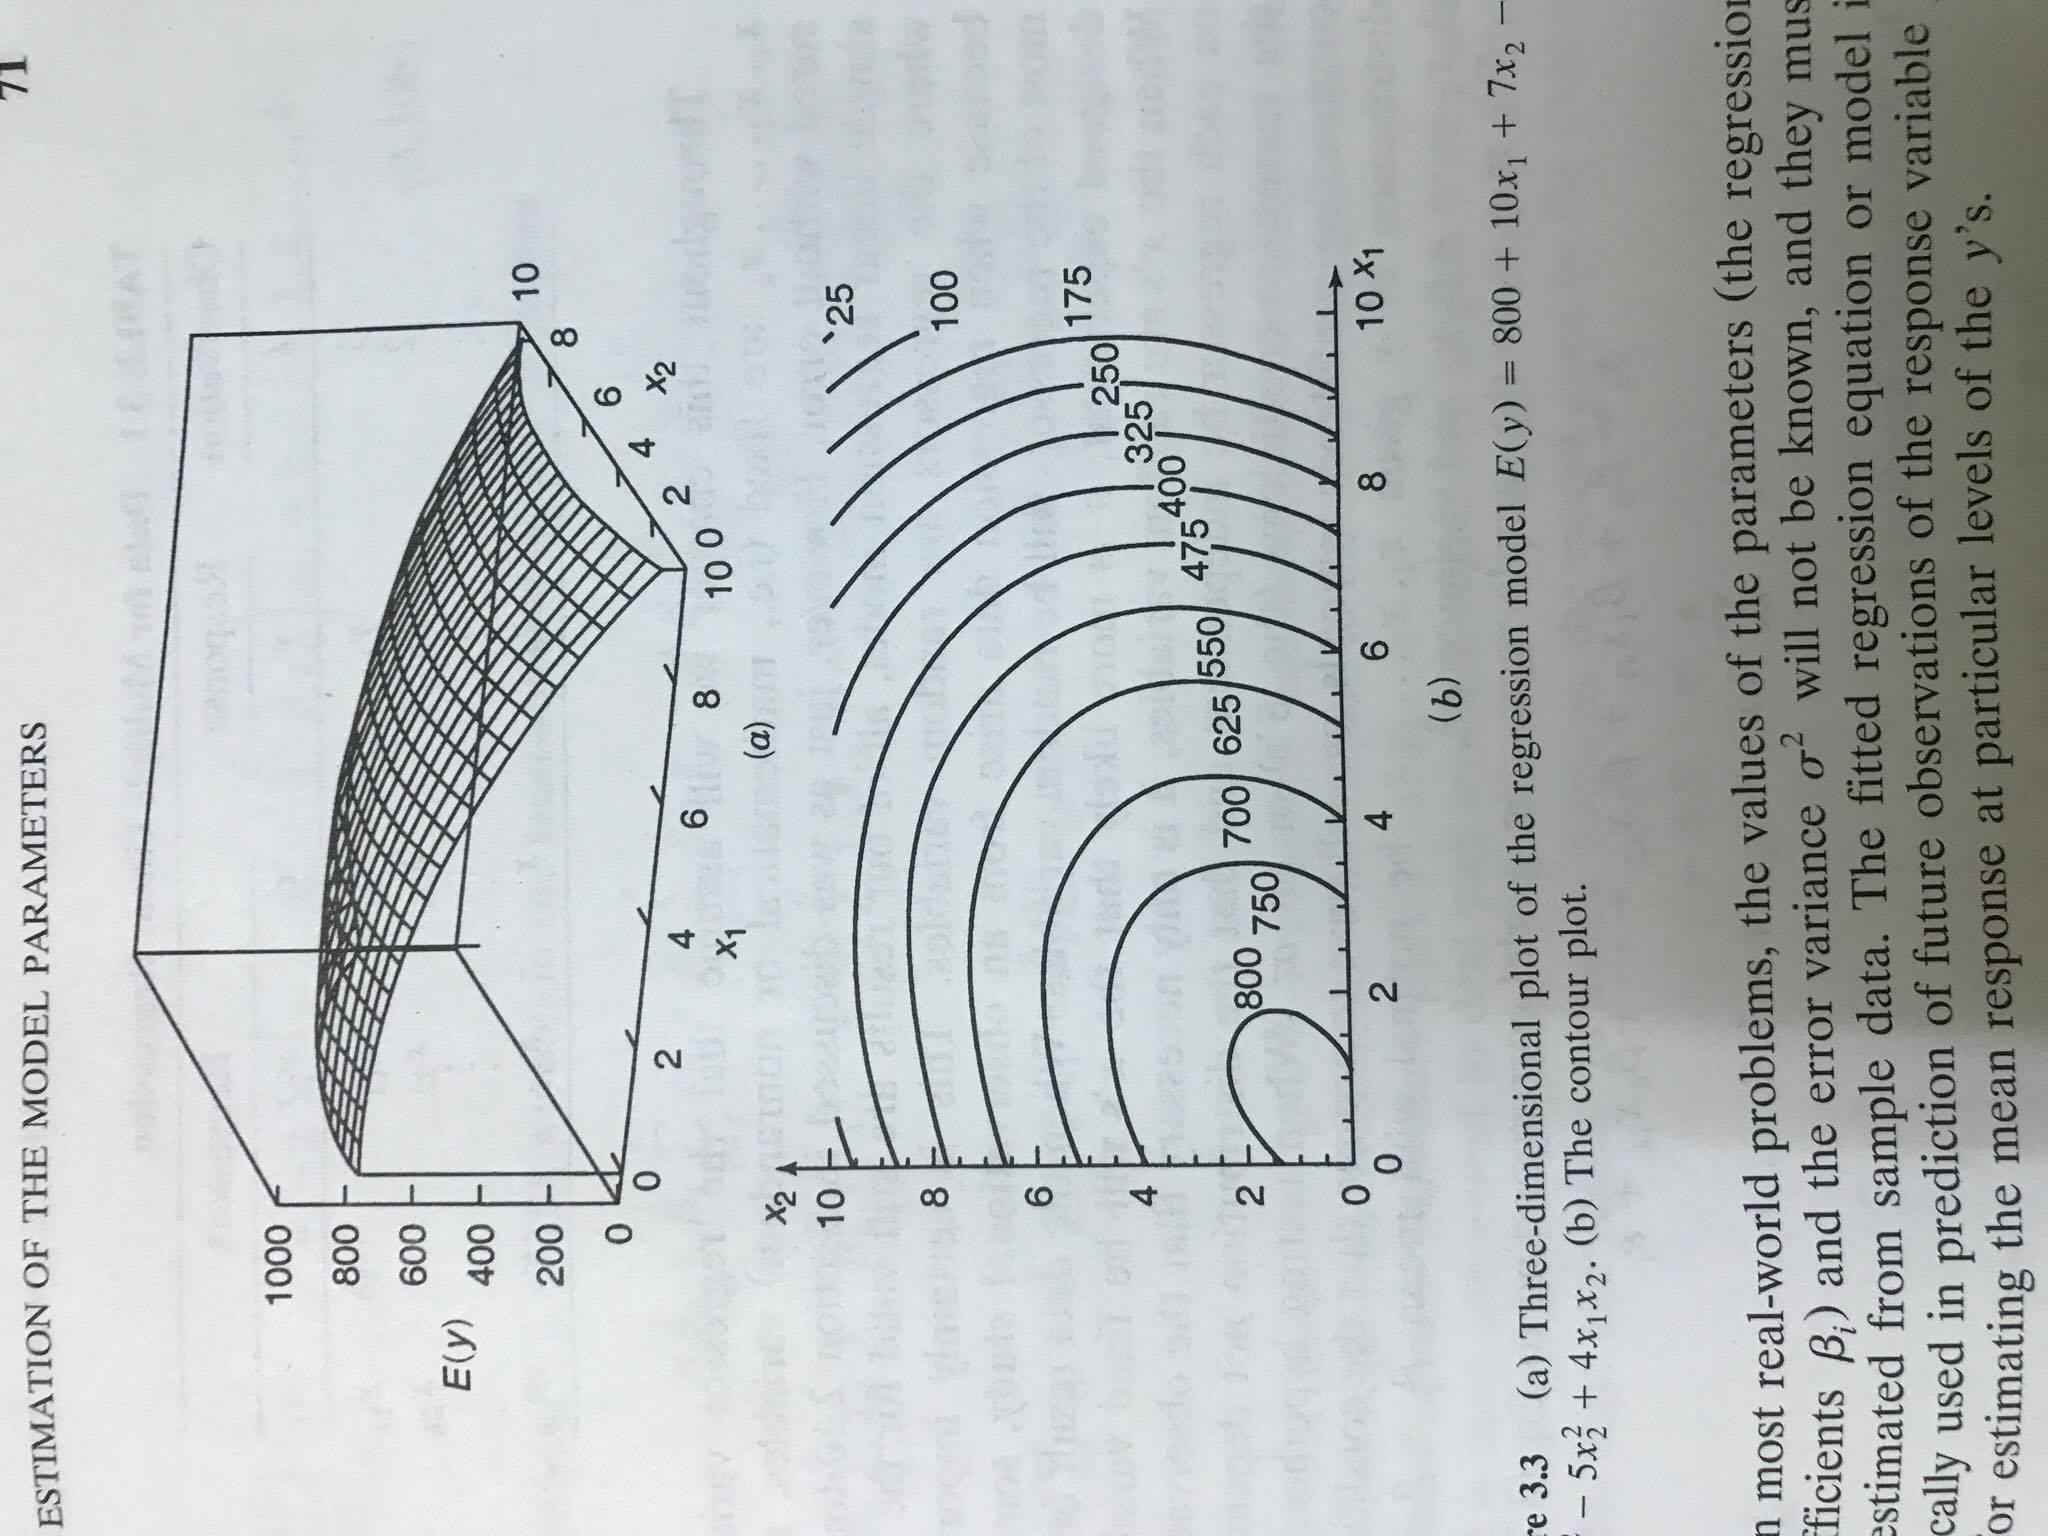 ESTIMATION OF THE MODEL PARAMETERS 71
1000
800
600
400
200
0
E(y)
0
2
4
6
8
10
x₁
0
2
4
6
8
10
x₂
(a)
x₂
10
8
6
4
2
0
0
2
4
6
8
10 x₁
25
100
175
250
325
400
475
550
625
700
750
800
(b)
re 3.3 (a) Three-dimensional plot of the regression model E(y) = 800 + 10x₁ + 7x₂ −
− 5x₂² + 4x₁x₂. (b) The contour plot.
n most real-world problems, the values of the parameters (the regression
fficients βᵢ) and the error variance σ² will not be known, and they mus
estimated from sample data. The fitted regression equation or model i
cally used in prediction of future observations of the response variable
or estimating the mean response at particular levels of the y's.